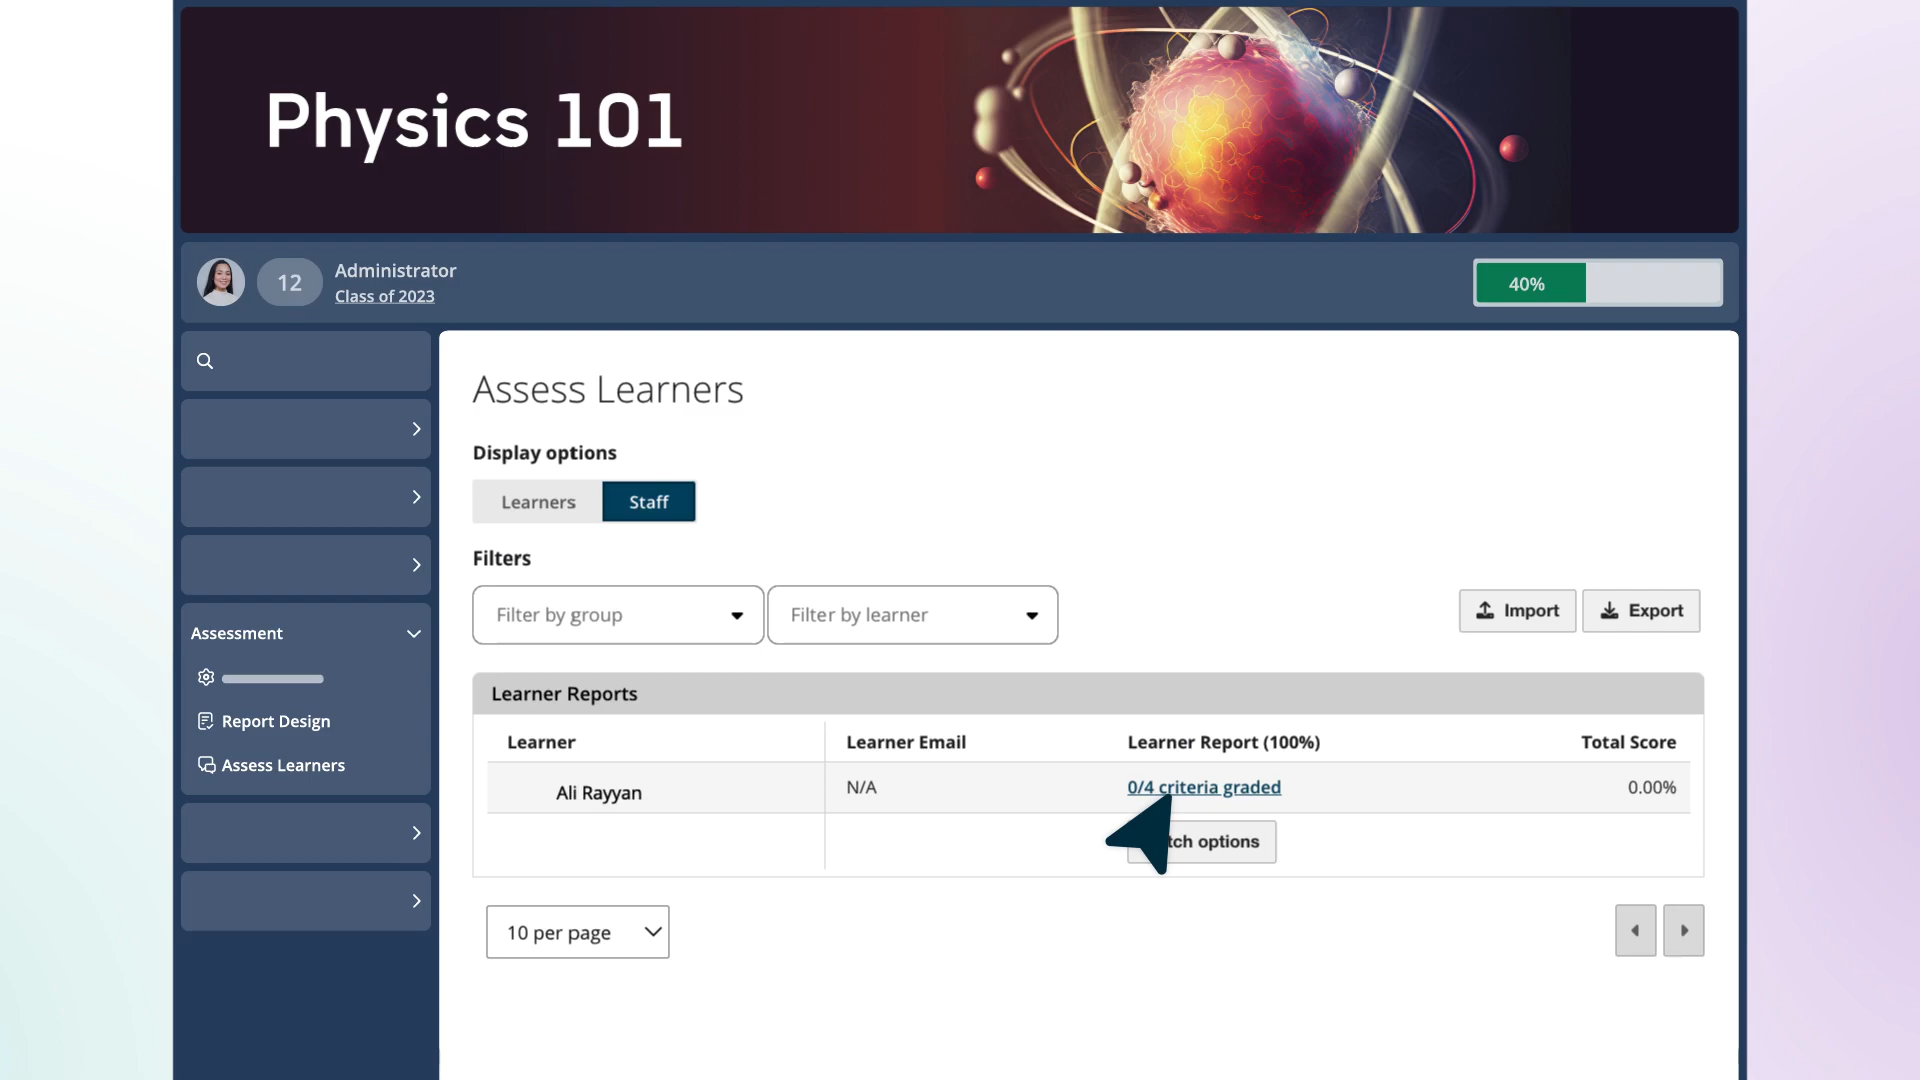 Physics 101
12
Administrator
Class of 2023
40%
Assessment
Report Design
Assess Learners
Assess Learners
Display options
Learners
Staff
Filters
Filter by group
Filter by learner
Import
Export
Learner Reports
Learner
Learner Email
Learner Report (100%)
Total Score
Ali Rayyan
N/A
0/4 criteria graded
0.00%
options
10 per page